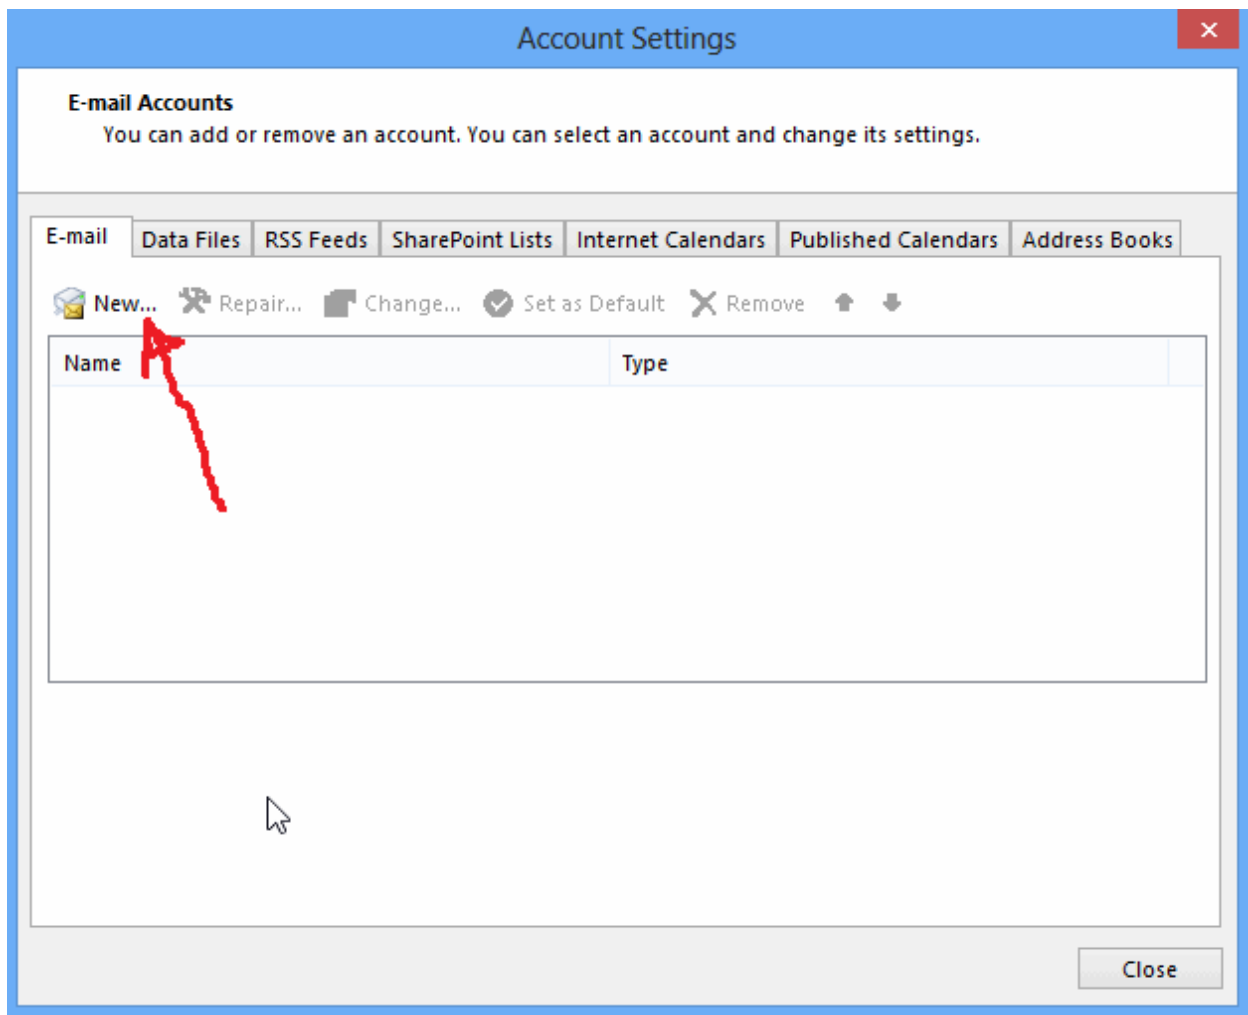 Account Settings
E-mail Accounts
You can add or remove an account. You can select an account and change its settings.
E-mail Data Files RSS Feeds SharePoint Lists Internet Calendars Published Calendars Address Books
New... Repair... Change... Set as Default Remove
Name Type
Close